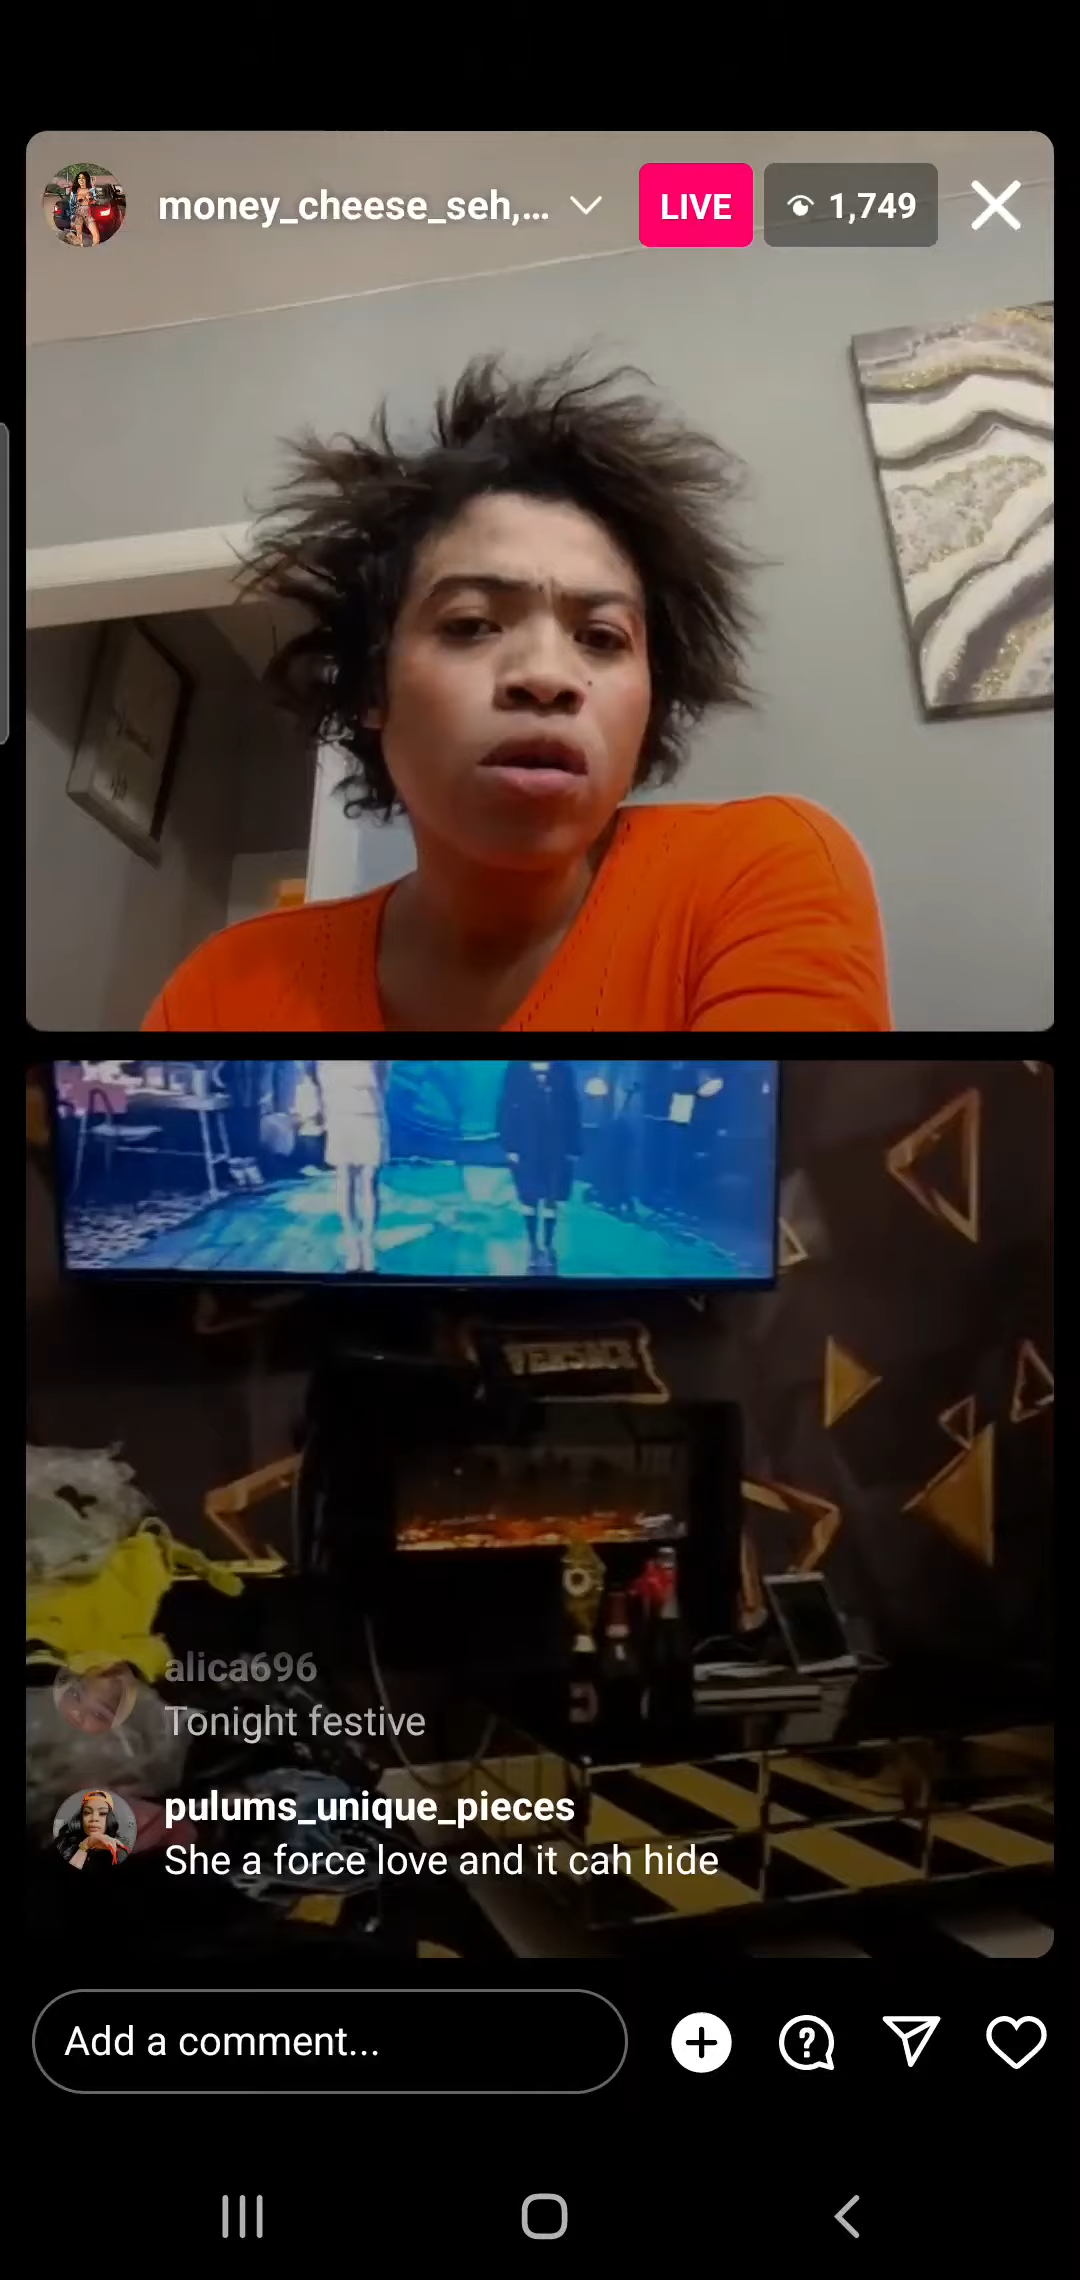 money_cheese_seh,...
LIVE
1,749
VERSACE
alica696
Tonight festive
pulums_unique_pieces
She a force love and it cah hide
Add a comment...